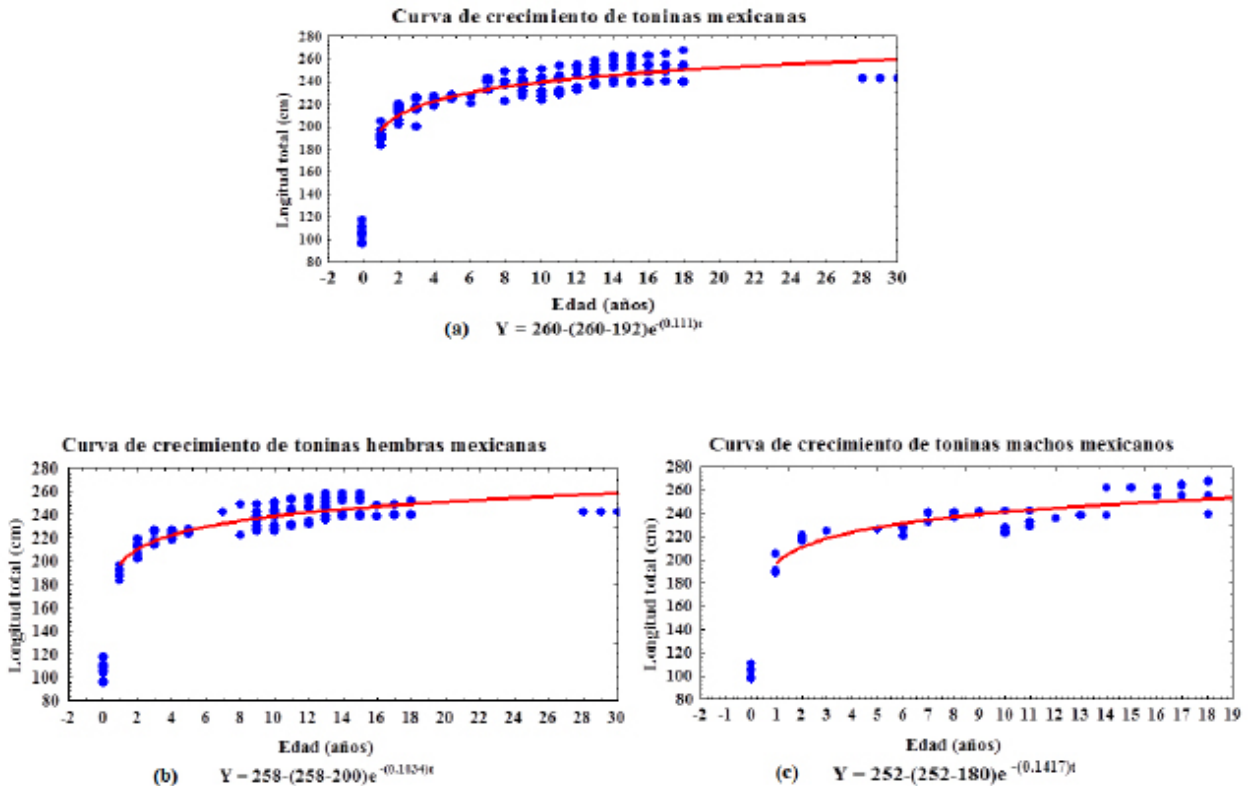 Curva de crecimiento de toninas mexicanas
Lngitud total (cm)
280
260
240
220
200
180
160
140
120
100
80
-2 0 2 4 6 8 10 12 14 16 18 20 22 24 26 28 30
Edad (años)
(a) Y = 260-(260-192)e-(0.111)t
Curva de crecimiento de toninas hembras mexicanas
Longitud total (cm)
280
260
240
220
200
180
160
140
120
100
80
-2 0 2 4 6 8 10 12 14 16 18 20 22 24 26 28 30
Edad (años)
(b) Y = 258-(258-200)e-(0.1034)t
Curva de crecimiento de toninas machos mexicanos
Longitud total (cm)
280
260
240
220
200
180
160
140
120
100
80
-2 -1 0 1 2 3 4 5 6 7 8 9 10 11 12 13 14 15 16 17 18 19
Edad (años)
(c) Y = 252-(252-180)e-(0.1417)t